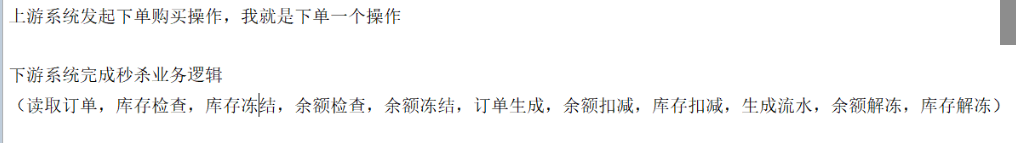 上游系统发起下单购买操作，我就是下单一个操作
下游系统完成秒杀业务逻辑
（读取订单，库存检查，库存冻结，余额检查，余额冻结，订单生成，余额扣减，库存扣减，生成流水，余额解冻，库存解冻）